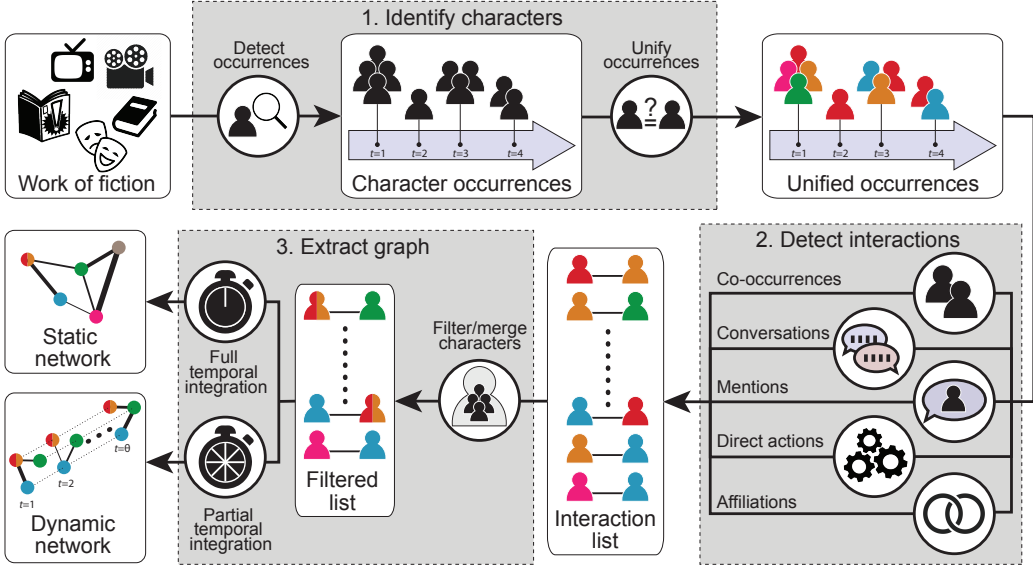 1. Identify characters
Detect
occurrences
Unify
occurrences
?
=
t=1
t=2
t=3
t=4
t=1
t=2
t=3
t=4
Work of fiction
Character occurrences
Unified occurrences
2. Detect interactions
Co-occurrences
Conversations
Mentions
Direct actions
Affiliations
Interaction
list
3. Extract graph
Filter/merge
characters
Filtered
list
Full
temporal
integration
Partial
temporal
integration
Static
network
t=1
t=2
t=θ
Dynamic
network